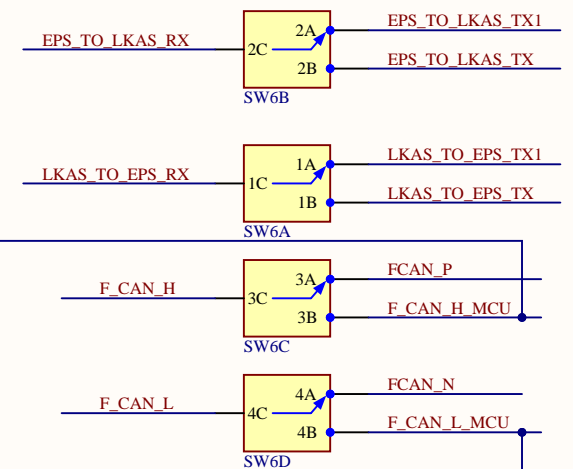 EPS_TO_LKAS_RX 2C 2A EPS_TO_LKAS_TX1
2B EPS_TO_LKAS_TX
SW6B
LKAS_TO_EPS_RX 1C 1A LKAS_TO_EPS_TX1
1B LKAS_TO_EPS_TX
SW6A
F_CAN_H 3C 3A FCAN_P
3B F_CAN_H_MCU
SW6C
F_CAN_L 4C 4A FCAN_N
4B F_CAN_L_MCU
SW6D